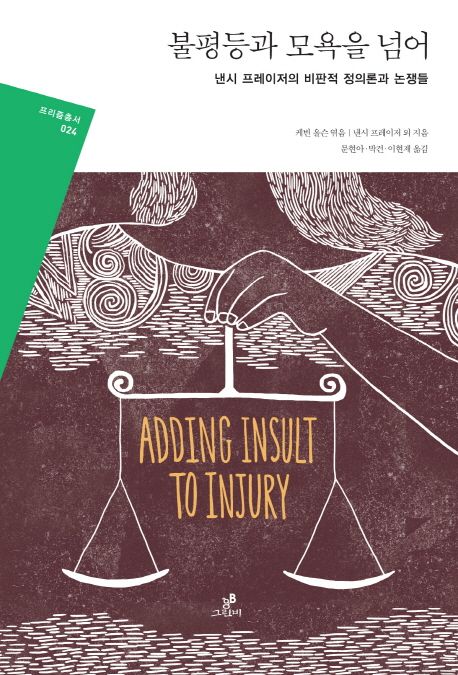 불평등과 모욕을 넘어
낸시 프레이저의 비판적 정의론과 논쟁들
프리즘총서
024
케빈 올슨 엮음 | 낸시 프레이저 외 지음
문현아·박건·이현재 옮김
ADDING INSULT
TO INJURY
gB
그린비